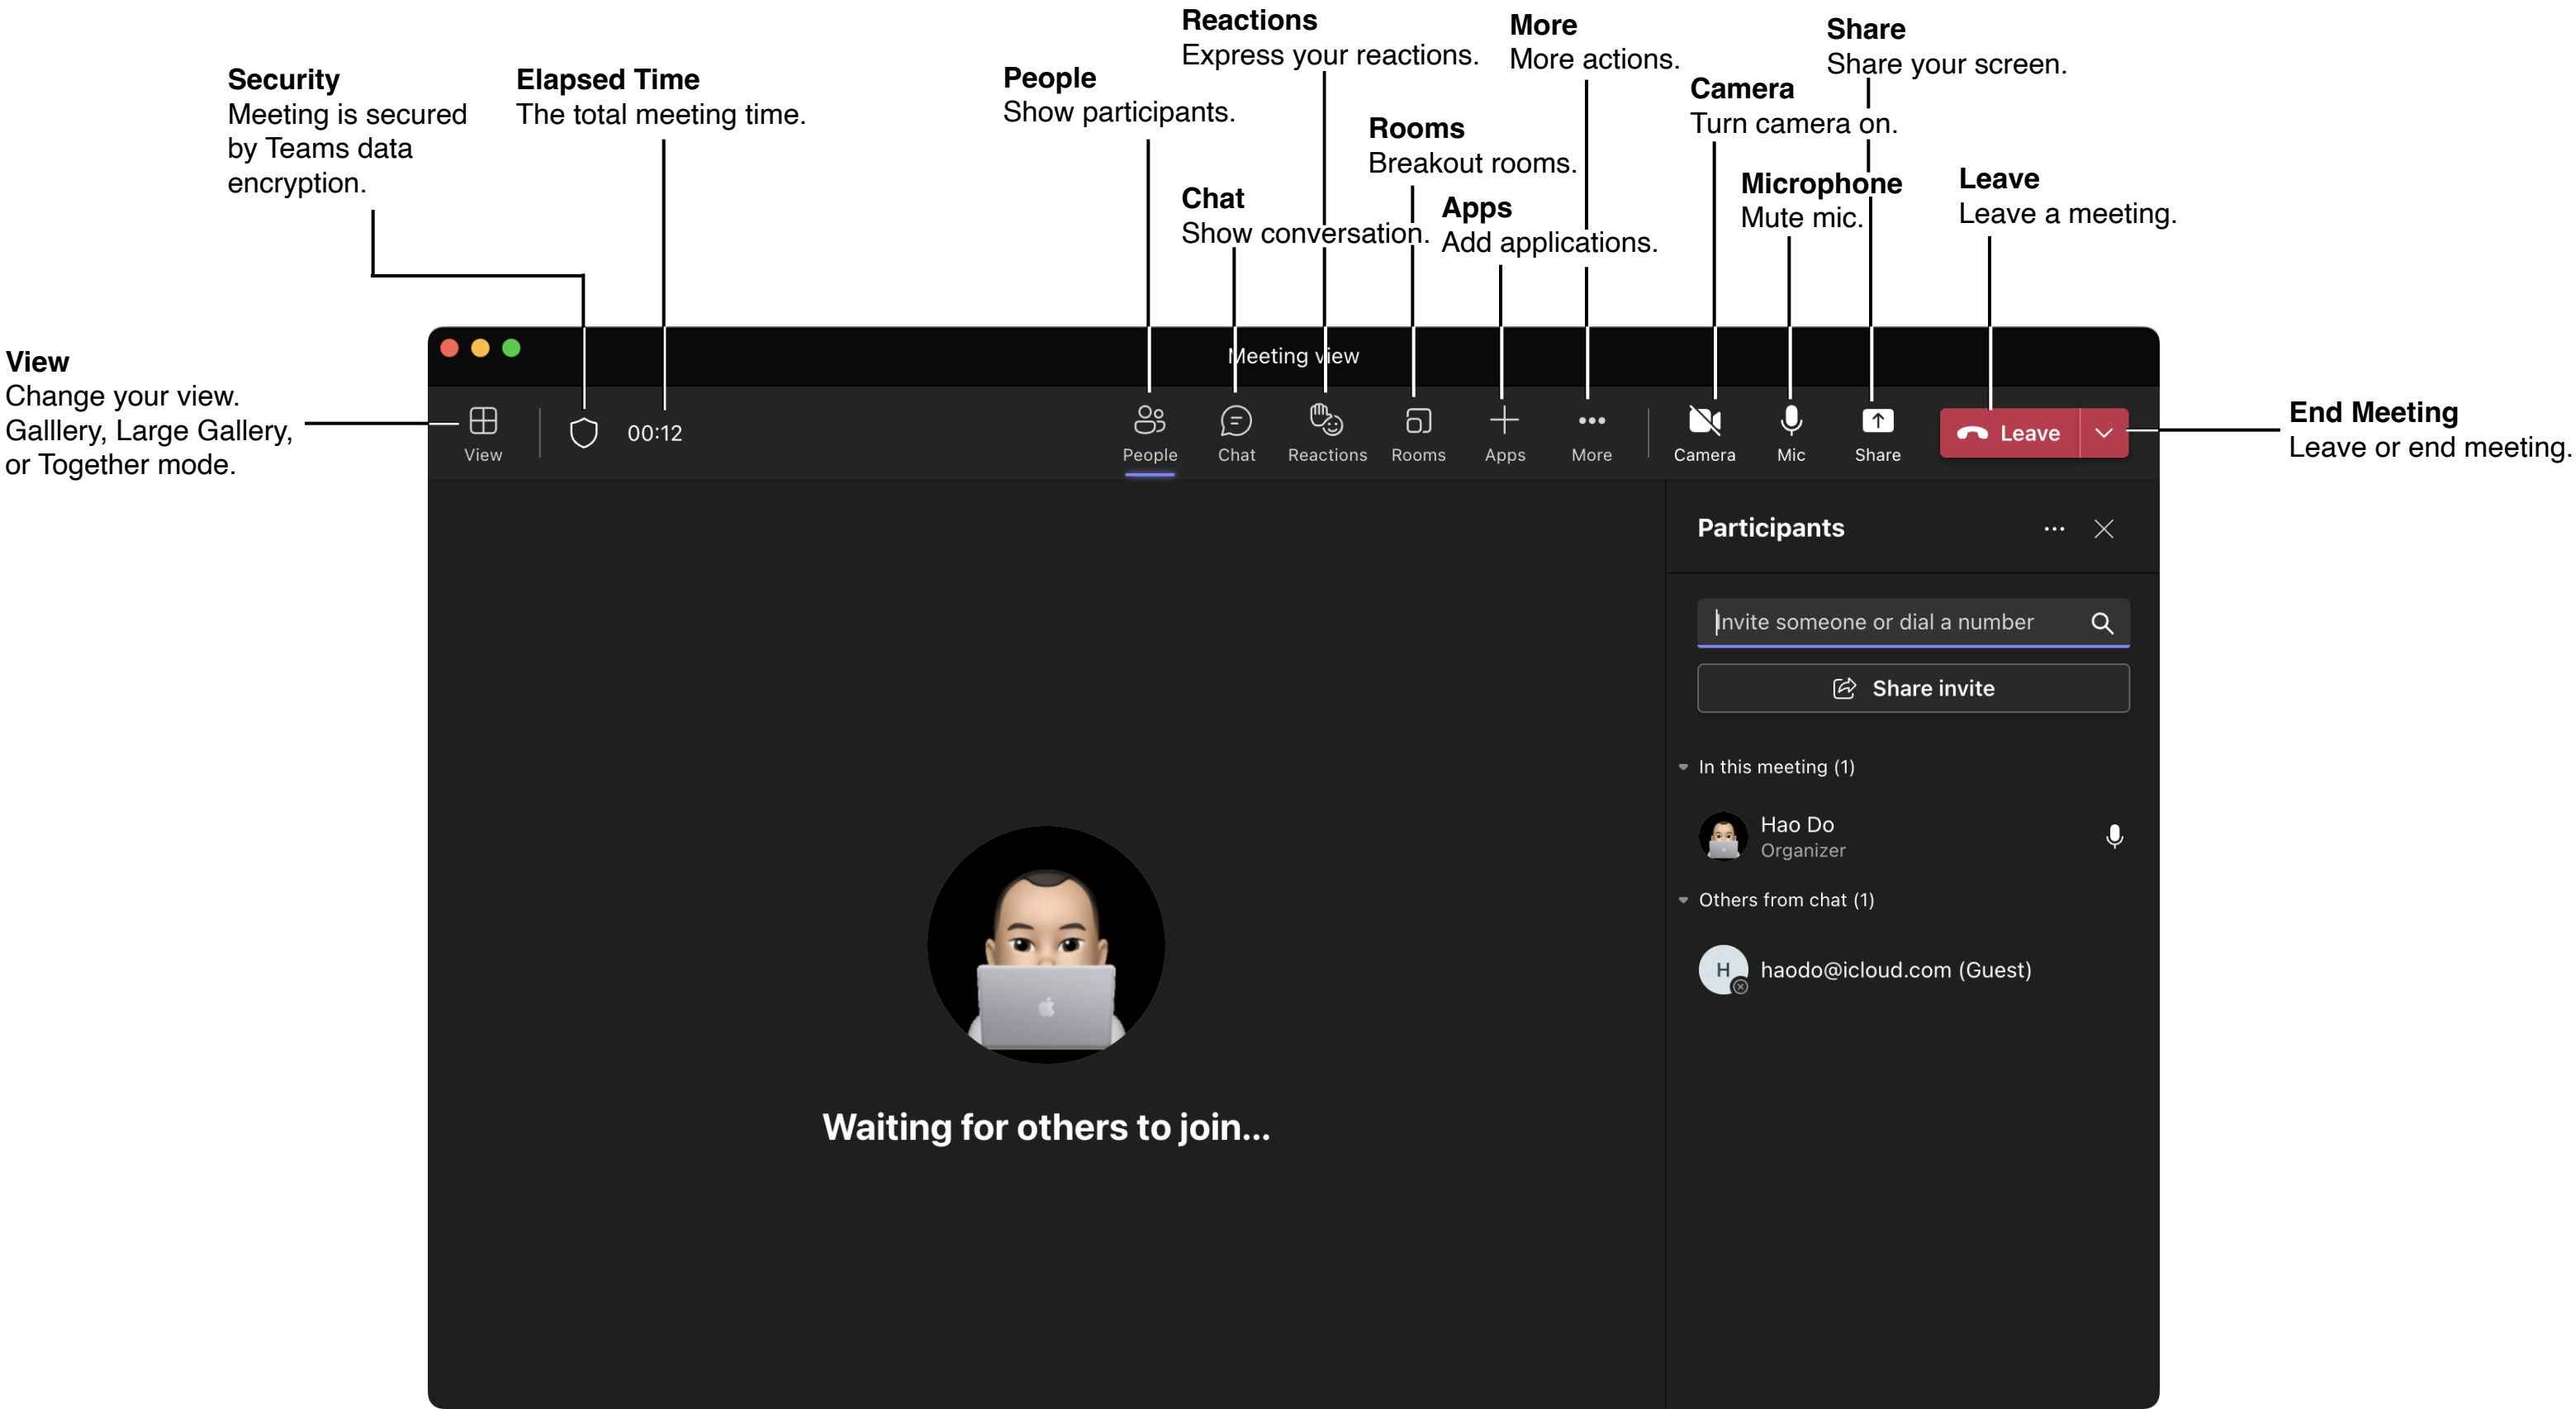 Reactions
Express your reactions.
More
More actions.
Share
Share your screen.
Security
Meeting is secured
by Teams data
encryption.
Elapsed Time
The total meeting time.
People
Show participants.
Camera
Turn camera on.
Rooms
Breakout rooms.
Chat
Show conversation.
Apps
Add applications.
Microphone
Mute mic.
Leave
Leave a meeting.
View
Change your view.
Galllery, Large Gallery,
or Together mode.
End Meeting
Leave or end meeting.
Meeting view
View
00:12
People
Chat
Reactions
Rooms
Apps
More
Camera
Mic
Share
Leave
Participants
Invite someone or dial a number
Share invite
In this meeting (1)
Hao Do
Organizer
Others from chat (1)
H
haodo@icloud.com (Guest)
Waiting for others to join...